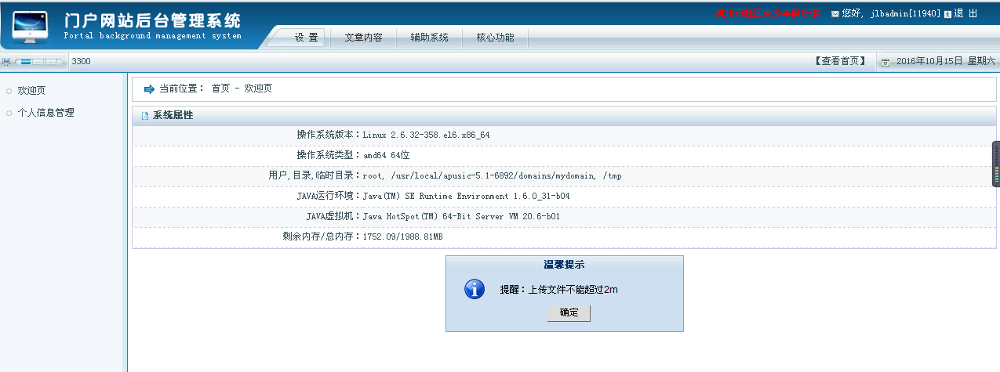 门户网站后台管理系统
Portal background management system
您好, jlbadmin[11940] 退 出
设 置 文章内容 辅助系统 核心功能
3300 【查看首页】 2016年10月15日 星期六
欢迎页
个人信息管理
当前位置： 首页 - 欢迎页
系统属性
操作系统版本：Linux 2.6.32-358.el6.x86_64
操作系统类型：amd64 64位
用户,目录,临时目录：root, /usr/local/apusic-5.1-6892/domains/mydomain, /tmp
JAVA运行环境：Java(TM) SE Runtime Environment 1.6.0_31-b04
JAVA虚拟机：Java HotSpot(TM) 64-Bit Server VM 20.6-b01
剩余内存/总内存：1752.09/1988.81MB
温馨提示
提醒：上传文件不能超过2m
确定